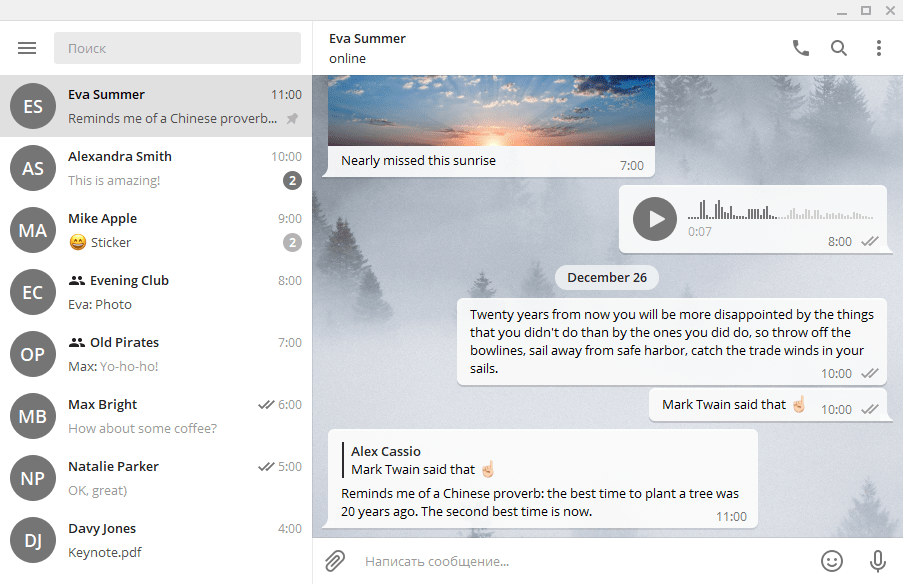 Поиск
ES
Eva Summer 11:00
Reminds me of a Chinese proverb...
AS
Alexandra Smith 10:00
This is amazing! 2
MA
Mike Apple 9:00
😄 Sticker 2
EC
Evening Club 8:00
Eva: Photo
OP
Old Pirates 7:00
Max: Yo-ho-ho!
MB
Max Bright 6:00
How about some coffee?
NP
Natalie Parker 5:00
OK, great)
DJ
Davy Jones 4:00
Keynote.pdf
Eva Summer
online
Nearly missed this sunrise
7:00
0:07
8:00
December 26
Twenty years from now you will be more disappointed by the things
that you didn't do than by the ones you did do, so throw off the
bowlines, sail away from safe harbor, catch the trade winds in your
sails.
10:00
Mark Twain said that ☝🏻 10:00
Alex Cassio
Mark Twain said that ☝🏻
Reminds me of a Chinese proverb: the best time to plant a tree was
20 years ago. The second best time is now.
11:00
Написать сообщение...